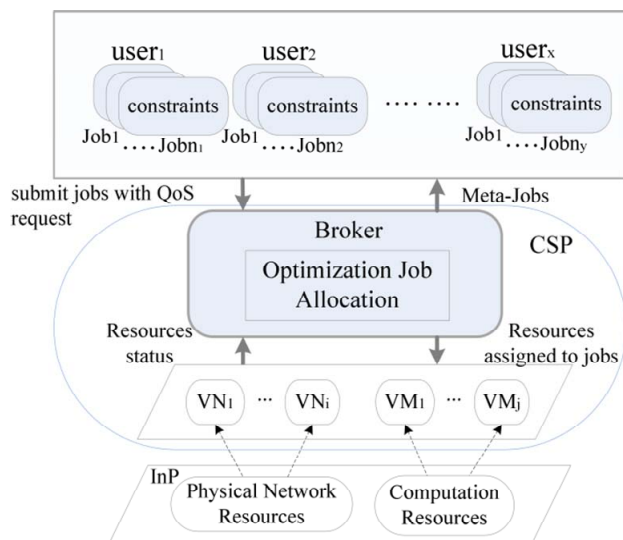 user1 user2 userx
constraints constraints .... .... constraints
Job1 Job1 Job1
....Jobn1 ....Jobn2 ....Jobny
submit jobs with QoS
request
Meta-Jobs
Broker
CSP
Optimization Job
Allocation
Resources
status
Resources
assigned to jobs
VN1 ... VNi VM1 ... VMj
InP
Physical Network
Resources
Computation
Resources